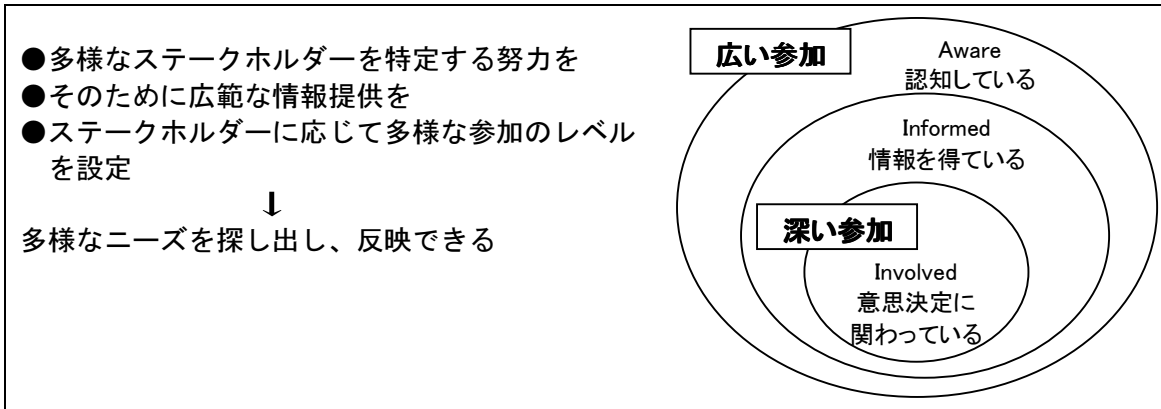 ●多様なステークホルダーを特定する努力を
●そのために広範な情報提供を
●ステークホルダーに応じて多様な参加のレベル
を設定
↓
多様なニーズを探し出し、反映できる
広い参加
Aware
認知している
Informed
情報を得ている
深い参加
Involved
意思決定に
関わっている